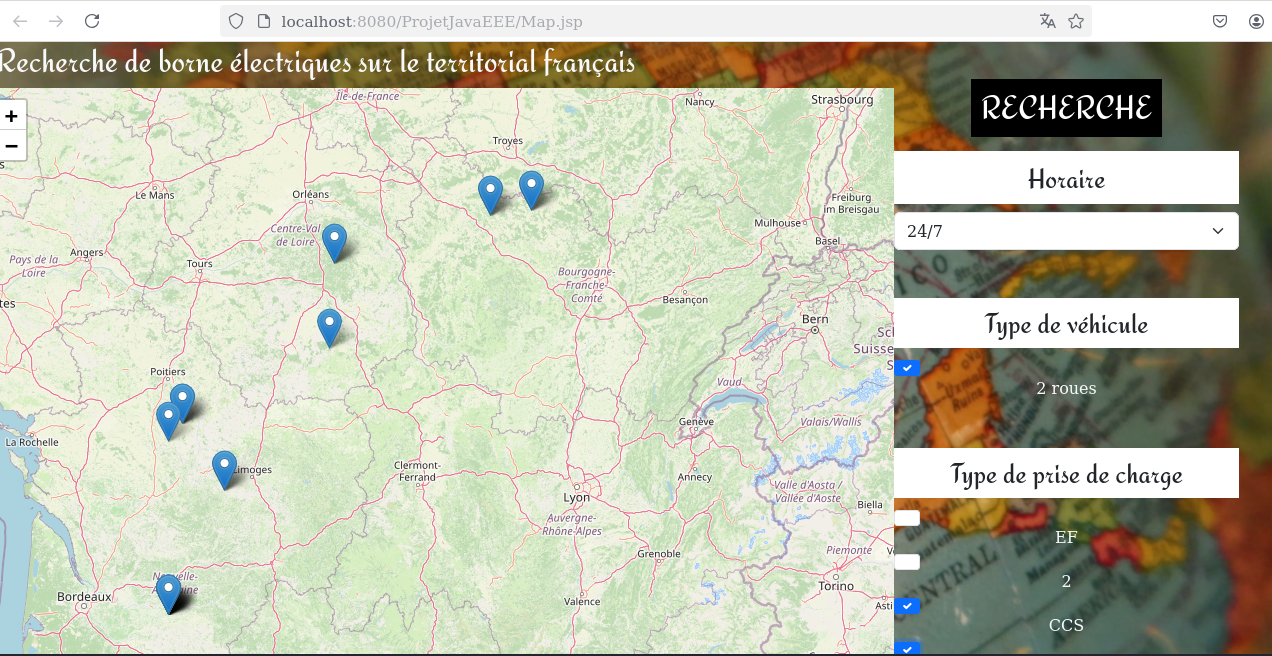 localhost:8080/ProjetJavaEEE/Map.jsp
Recherche de borne électriques sur le territorial français
+
−
Île-de-France
Nancy
Strasbourg
Troyes
Le Mans
Orléans
Freiburg
im Breisgau
Centre-Val
de Loire
Mulhouse
Basel
Angers
Pays de la
Loire
Tours
Bourgogne-
Franche-
Comté
Besançon
Bern
Poitiers
Vaud
Genève
Valais/Wallis
La Rochelle
Limoges
Clermont-
Ferrand
Annecy
Valle d'Aosta /
Vallée d'Aoste
Lyon
Biella
Auvergne-
Rhône-Alpes
Grenoble
Piemonte
Torino
Bordeaux
Valence
RECHERCHE
Horaire
24/7
Type de véhicule
2 roues
Type de prise de charge
EF
2
CCS